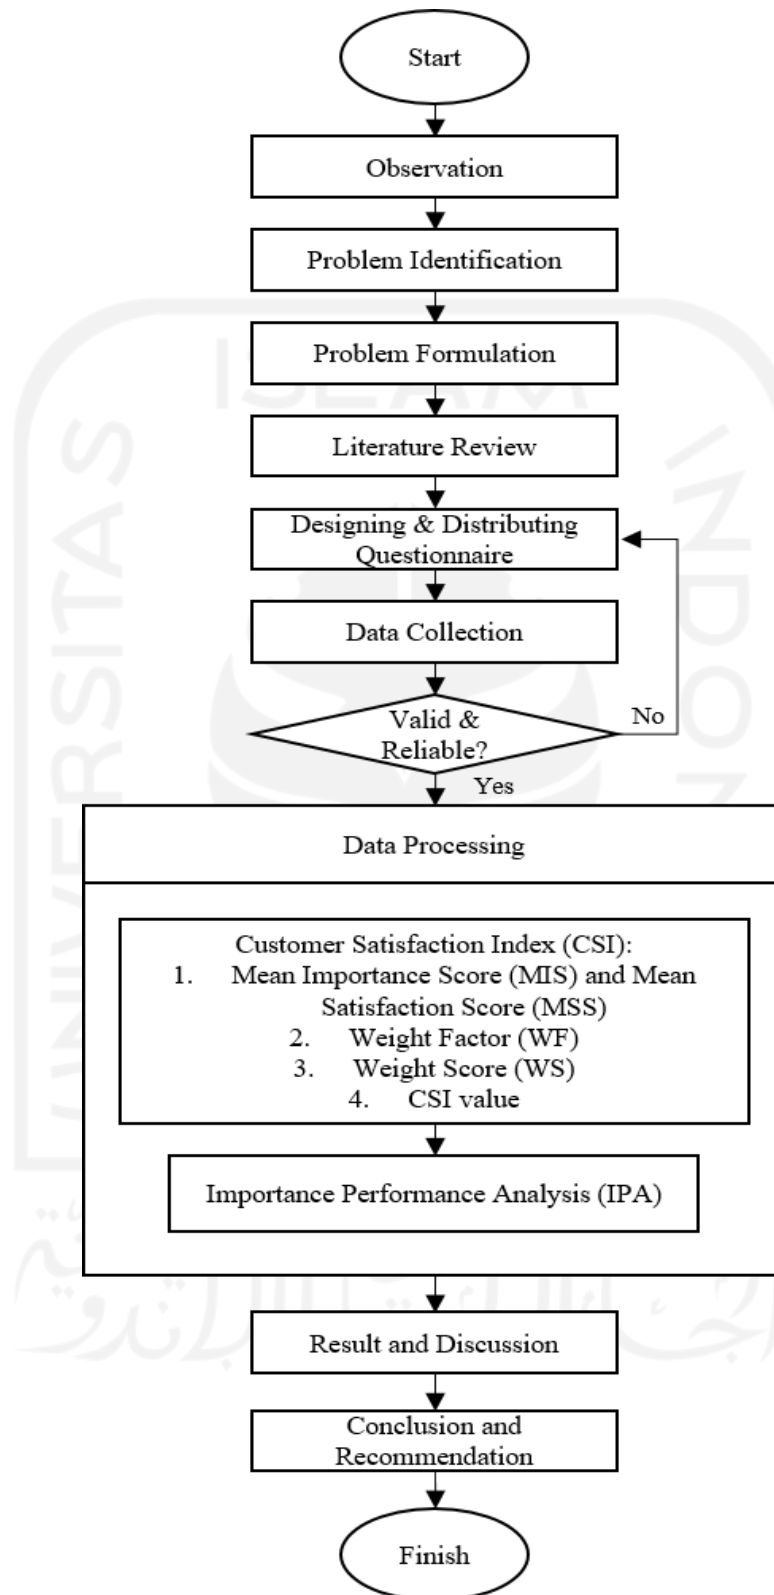 Start
Observation
Problem Identification
Problem Formulation
ISLAM
Literature Review
UNIVERSITAS
Designing & Distributing
Questionnaire
Data Collection
Valid &
Reliable?
No
Yes
Data Processing
Customer Satisfaction Index (CSI):
1. Mean Importance Score (MIS) and Mean
Satisfaction Score (MSS)
2. Weight Factor (WF)
3. Weight Score (WS)
4. CSI value
Importance Performance Analysis (IPA)
Result and Discussion
Conclusion and
Recommendation
Finish